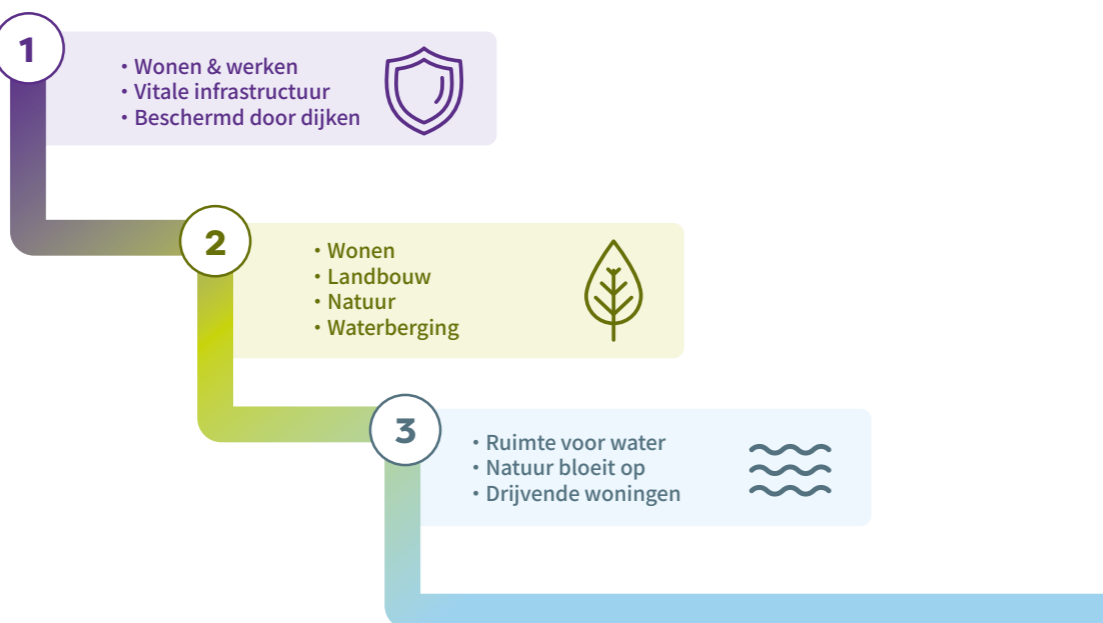 1
• Wonen & werken
• Vitale infrastructuur
• Beschermd door dijken
2
• Wonen
• Landbouw
• Natuur
• Waterberging
3
• Ruimte voor water
• Natuur bloeit op
• Drijvende woningen